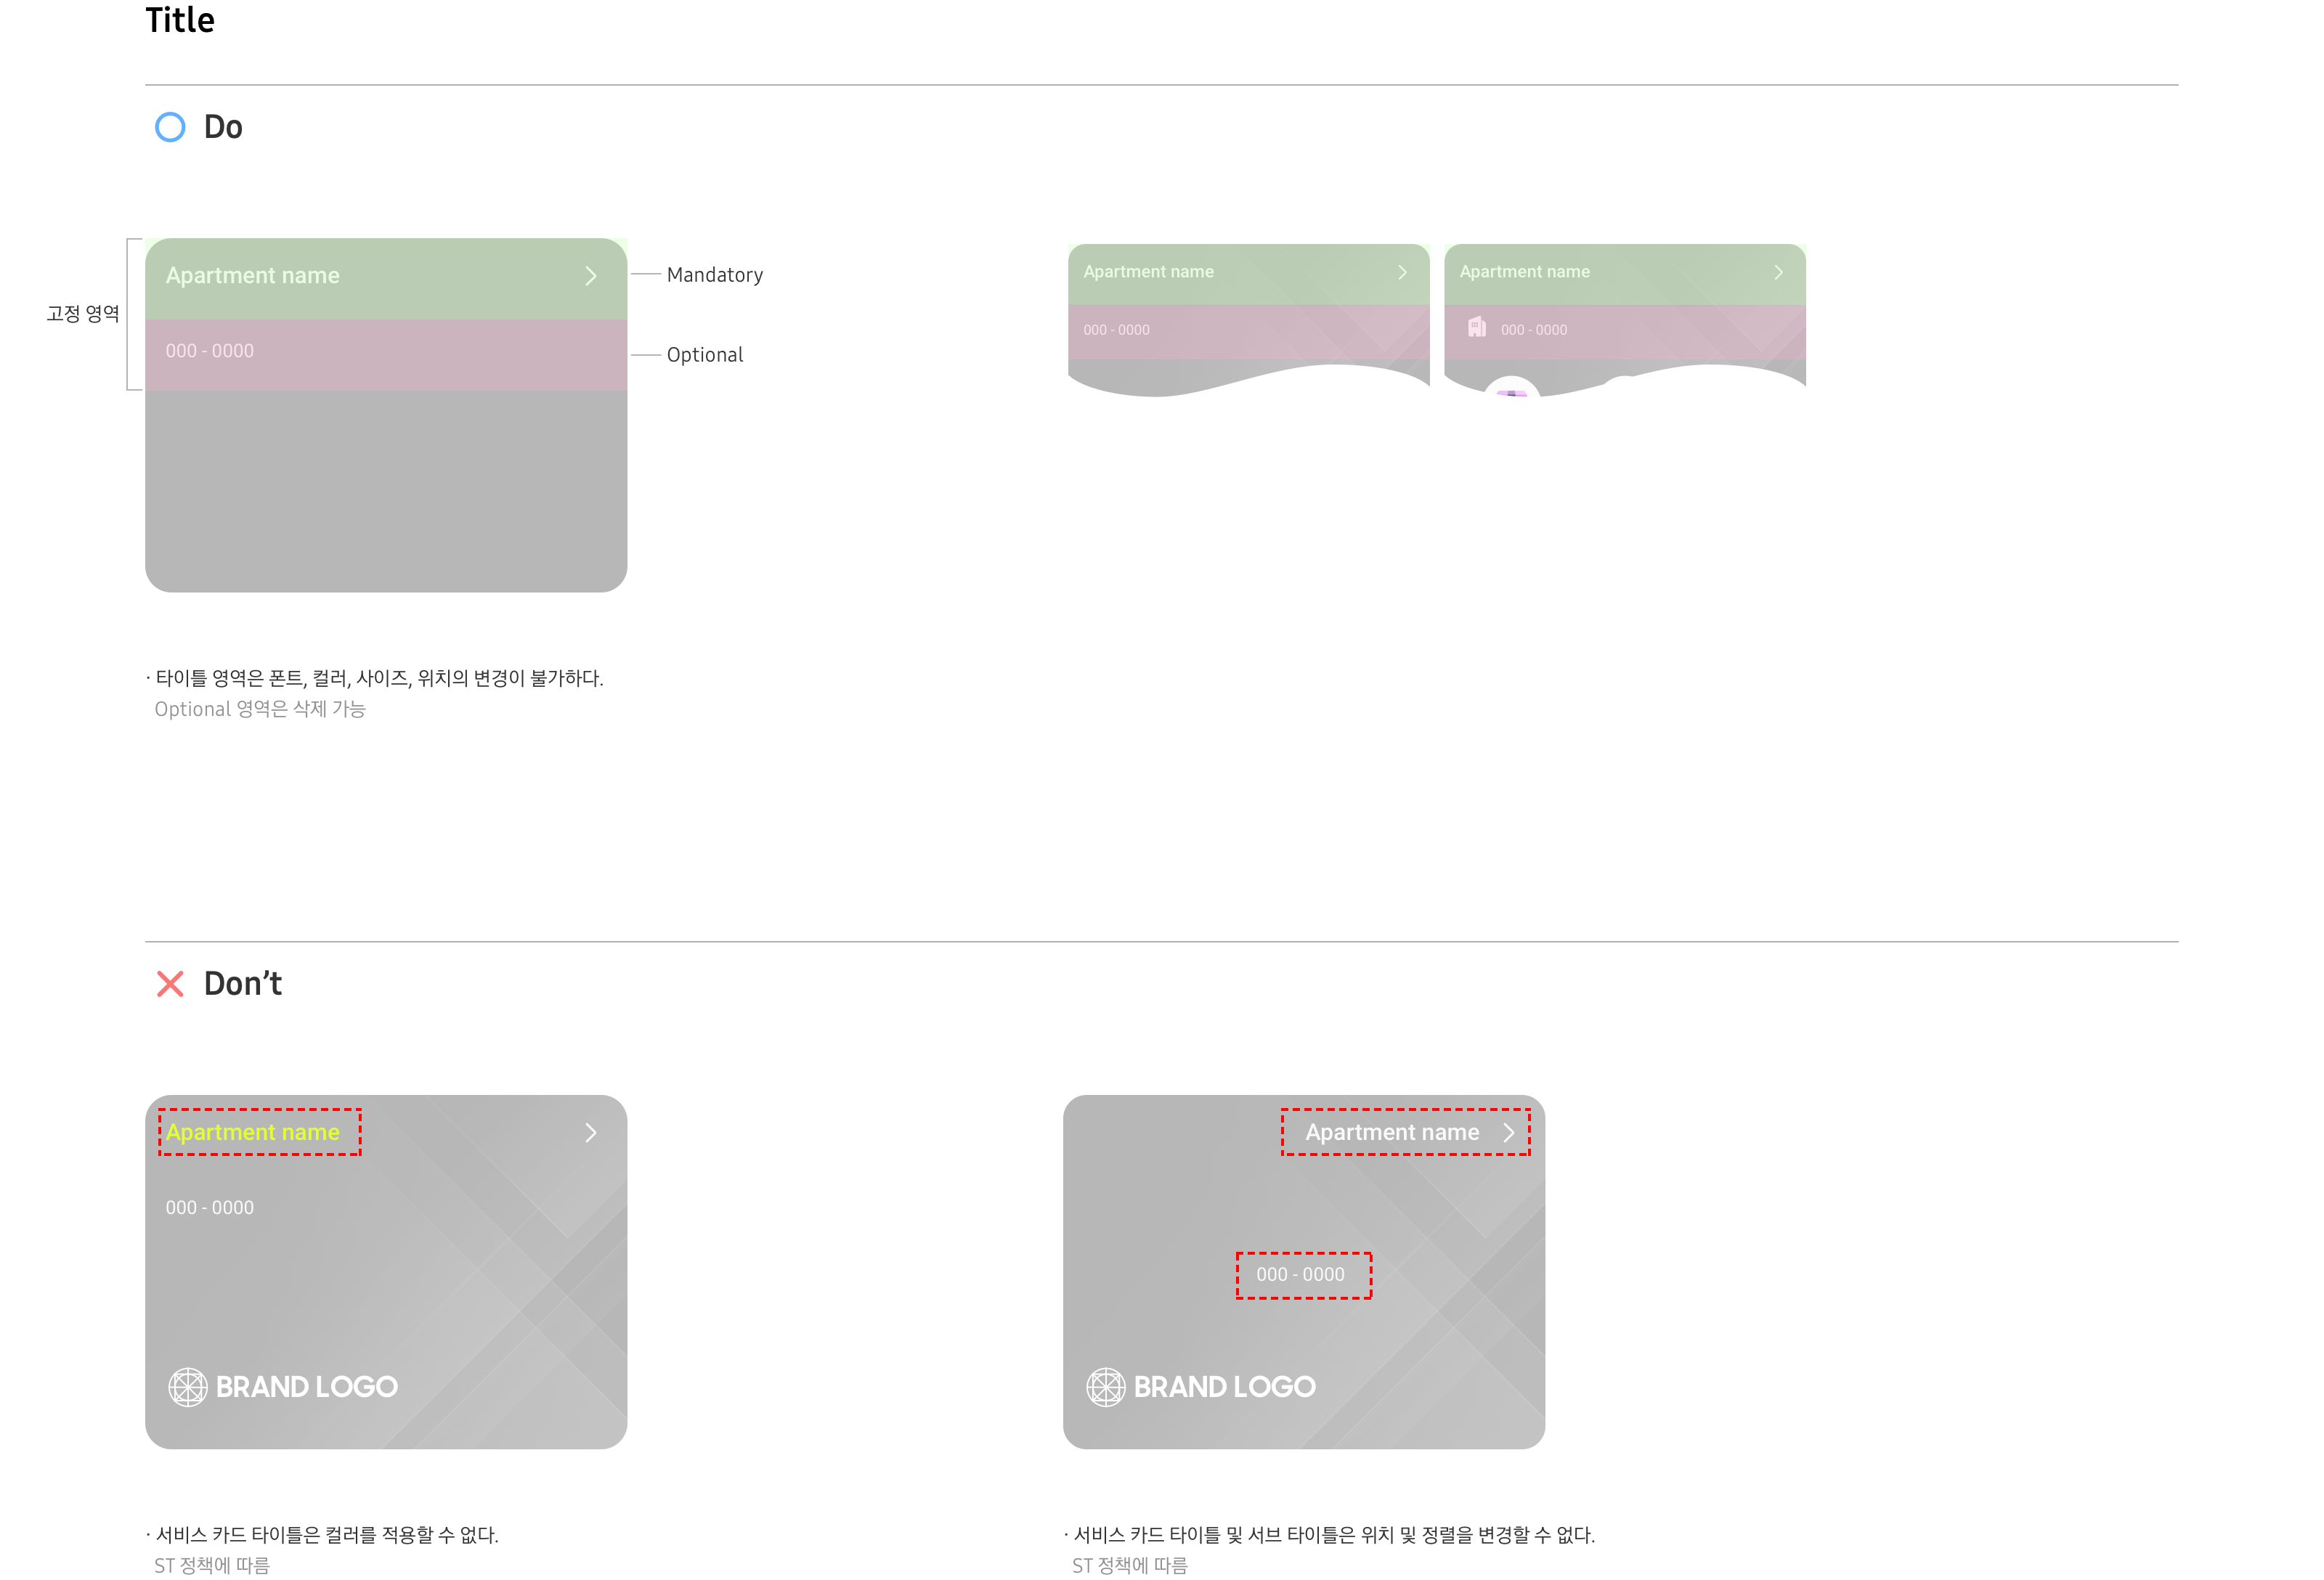 Title
Do
Apartment name
Mandatory
고정 영역
000 - 0000
Optional
Apartment name
000 - 0000
Apartment name
000 - 0000
· 타이틀 영역은 폰트, 컬러, 사이즈, 위치의 변경이 불가하다.
Optional 영역은 삭제 가능
Don’t
Apartment name
000 - 0000
BRAND LOGO
Apartment name
000 - 0000
BRAND LOGO
· 서비스 카드 타이틀은 컬러를 적용할 수 없다.
ST 정책에 따름
· 서비스 카드 타이틀 및 서브 타이틀은 위치 및 정렬을 변경할 수 없다.
ST 정책에 따름